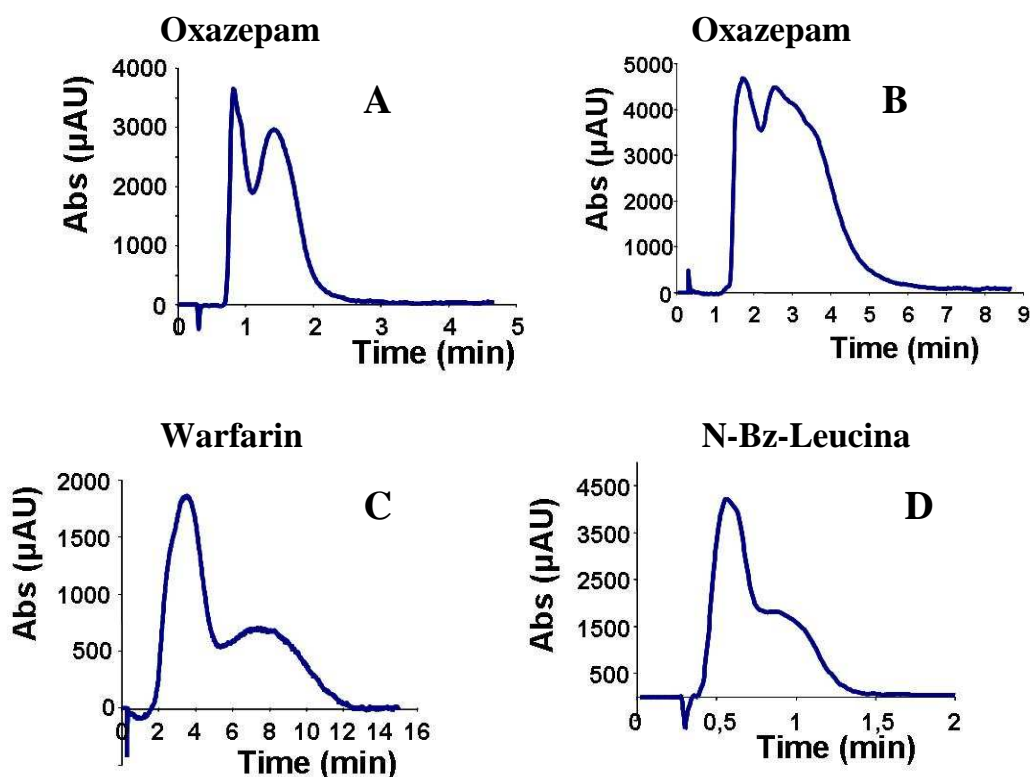 Oxazepam
A
Abs (µAU)
4000
3000
2000
1000
0
0 1 2 3 4 5
Time (min)
Oxazepam
B
Abs (µAU)
5000
4000
3000
2000
1000
0
0 1 2 3 4 5 6 7 8 9
Time (min)
Warfarin
C
Abs (µAU)
2000
1500
1000
500
0
0 2 4 6 8 10 12 14 16
Time (min)
N-Bz-Leucina
D
Abs (µAU)
4500
3500
2500
1500
500
0 0,5 1 1,5 2
Time (min)